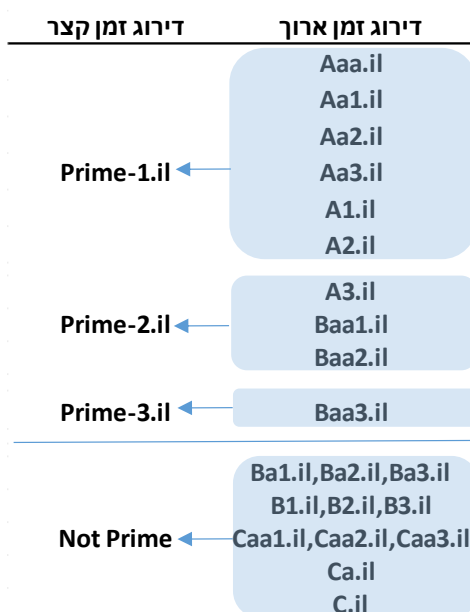 דירוג זמן ארוך דירוג זמן קצר
Aaa.il
Aa1.il
Aa2.il
Aa3.il
Prime-1.il
A1.il
A2.il
A3.il
Baa1.il
Prime-2.il
Baa2.il
Baa3.il
Prime-3.il
Ba1.il,Ba2.il,Ba3.il
B1.il,B2.il,B3.il
Caa1.il,Caa2.il,Caa3.il
Not Prime
Ca.il
C.il